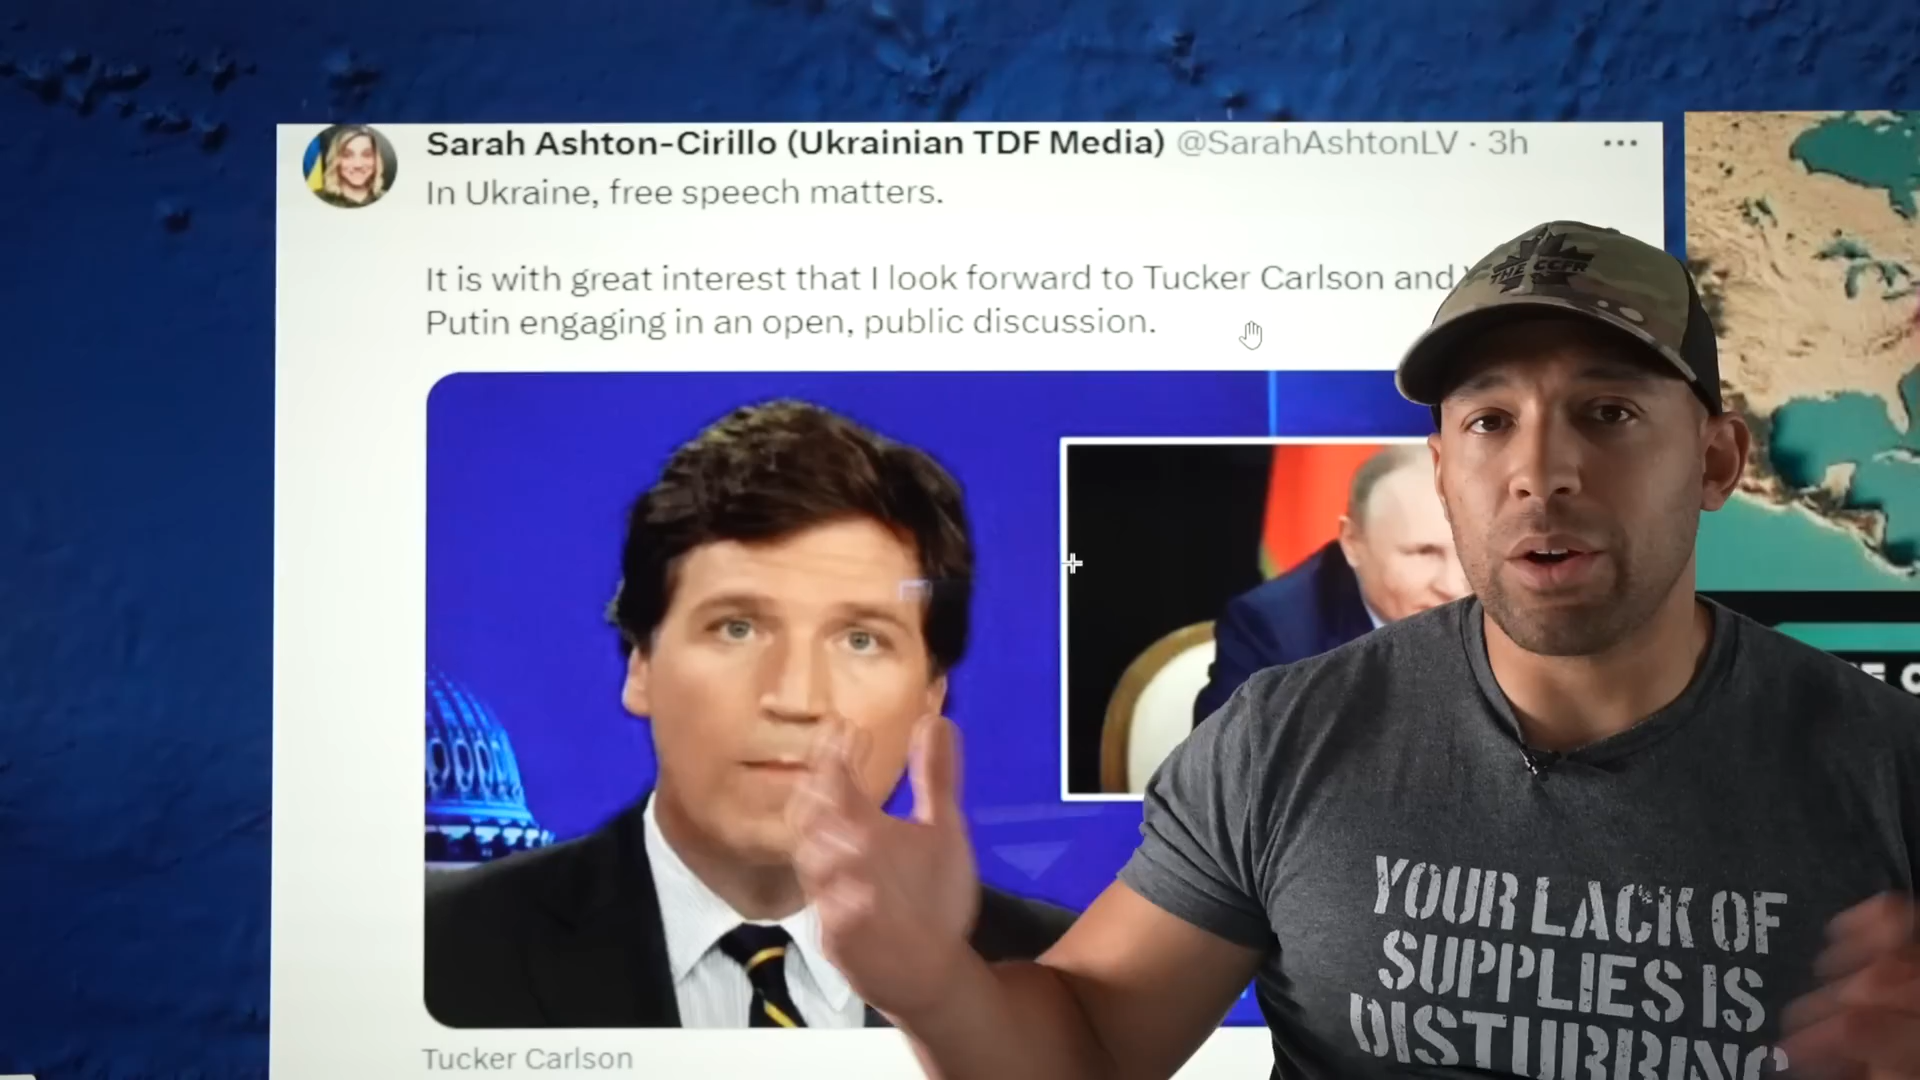 Sarah Ashton-Cirillo (Ukrainian TDF Media) @SarahAshtonLV · 3h
In Ukraine, free speech matters.
It is with great interest that I look forward to Tucker Carlson and
Putin engaging in an open, public discussion.
THE CCFR
YOUR LACK OF
SUPPLIES IS
DISTURBING
Tucker Carlson